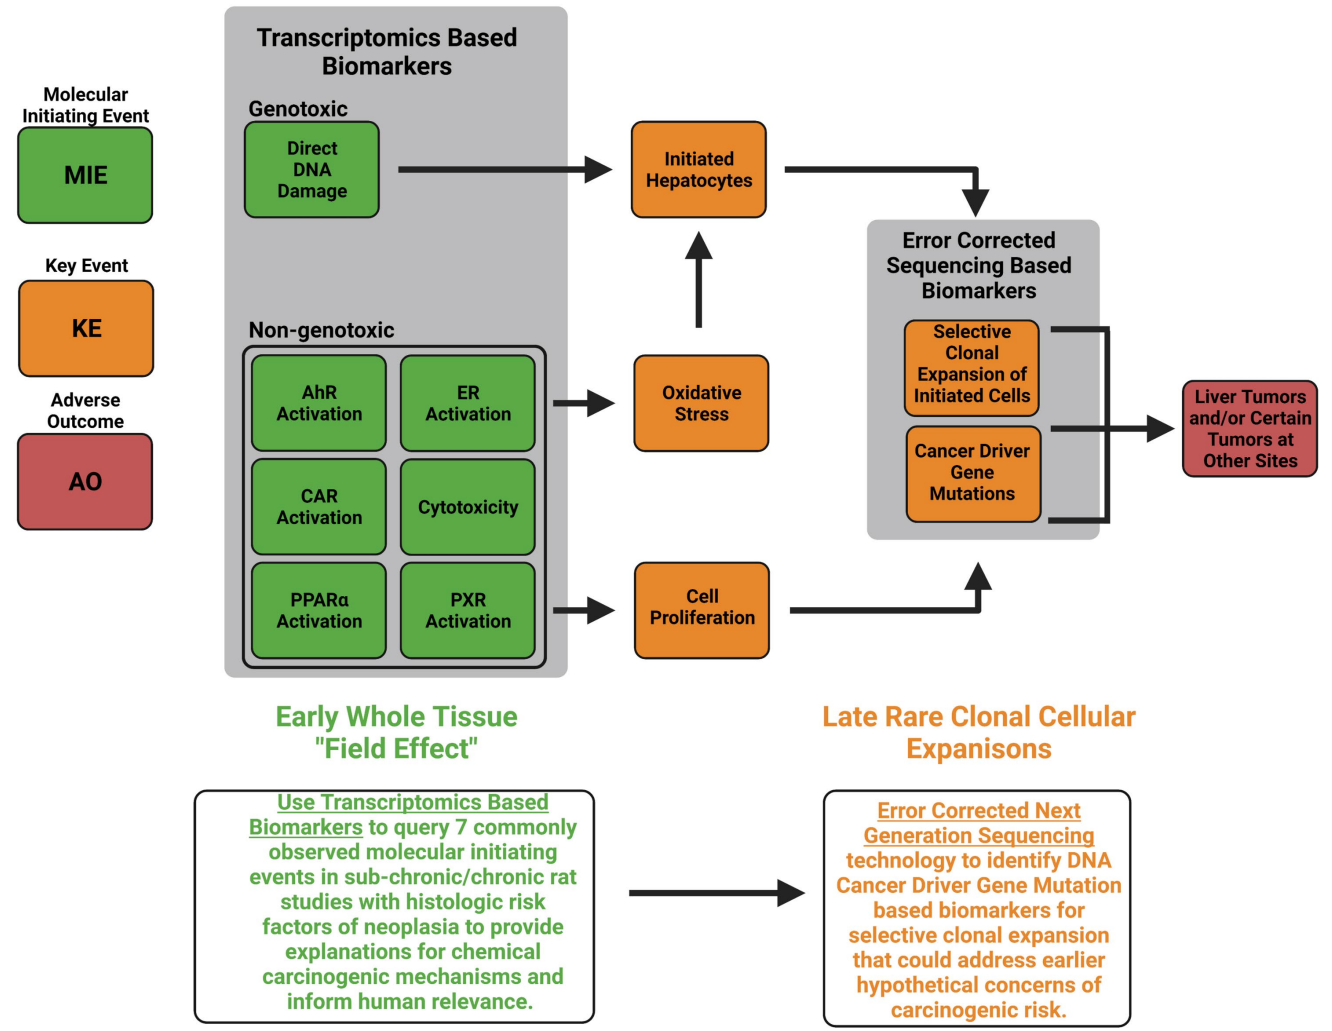 Molecular
Initiating Event
MIE
Key Event
KE
Adverse
Outcome
AO
Transcriptomics Based
Biomarkers
Genotoxic
Direct
DNA
Damage
Non-genotoxic
AhR
Activation
ER
Activation
CAR
Activation
Cytotoxicity
PPARα
Activation
PXR
Activation
Initiated
Hepatocytes
Oxidative
Stress
Cell
Proliferation
Error Corrected
Sequencing Based
Biomarkers
Selective
Clonal
Expansion of
Initiated Cells
Cancer Driver
Gene
Mutations
Liver Tumors
and/or Certain
Tumors at
Other Sites
Early Whole Tissue
"Field Effect"
Use Transcriptomics Based
Biomarkers to query 7 commonly
observed molecular initiating
events in sub-chronic/chronic rat
studies with histologic risk
factors of neoplasia to provide
explanations for chemical
carcinogenic mechanisms and
inform human relevance.
Late Rare Clonal Cellular
Expanisons
Error Corrected Next
Generation Sequencing
technology to identify DNA
Cancer Driver Gene Mutation
based biomarkers for
selective clonal expansion
that could address earlier
hypothetical concerns of
carcinogenic risk.